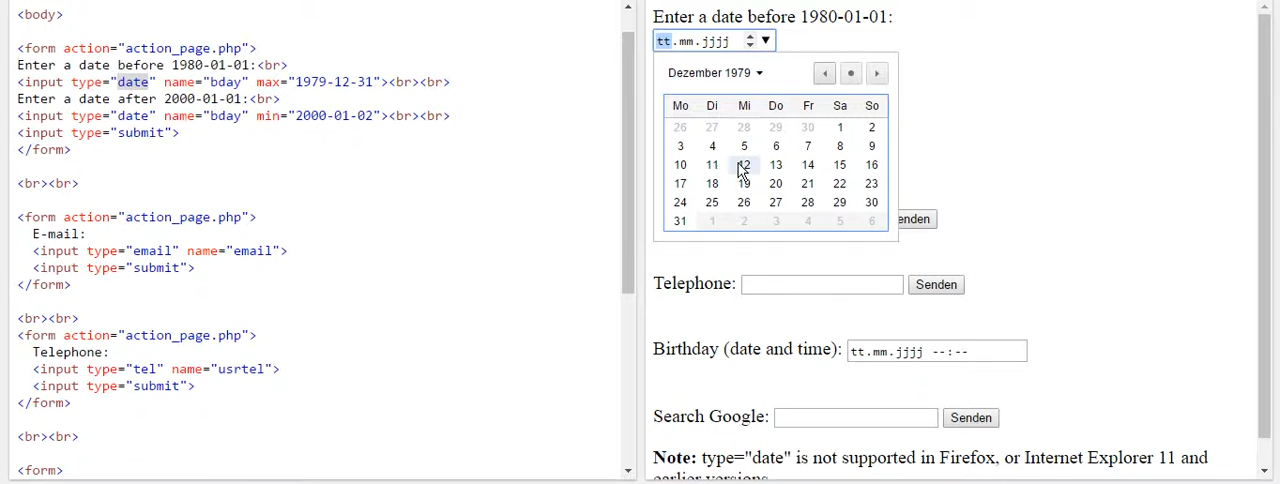 <body>
<form action="action_page.php">
Enter a date before 1980-01-01:<br>
<input type="date" name="bday" max="1979-12-31"><br><br>
Enter a date after 2000-01-01:<br>
<input type="date" name="bday" min="2000-01-02"><br><br>
<input type="submit">
</form>
<br><br>
<form action="action_page.php">
E-mail:
<input type="email" name="email">
<input type="submit">
</form>
<br><br>
<form action="action_page.php">
Telephone:
<input type="tel" name="usrtel">
<input type="submit">
</form>
<br><br>
<form>
Enter a date before 1980-01-01:
tt.mm.jjjj
Dezember 1979
Mo Di Mi Do Fr Sa So
26 27 28 29 30 1 2
3 4 5 6 7 8 9
10 11 12 13 14 15 16
17 18 19 20 21 22 23
24 25 26 27 28 29 30
31 1 2 3 4 5 6
enden
Telephone: Senden
Birthday (date and time): tt.mm.jjjj --:--
Search Google: Senden
Note: type="date" is not supported in Firefox, or Internet Explorer 11 and
earlier versions